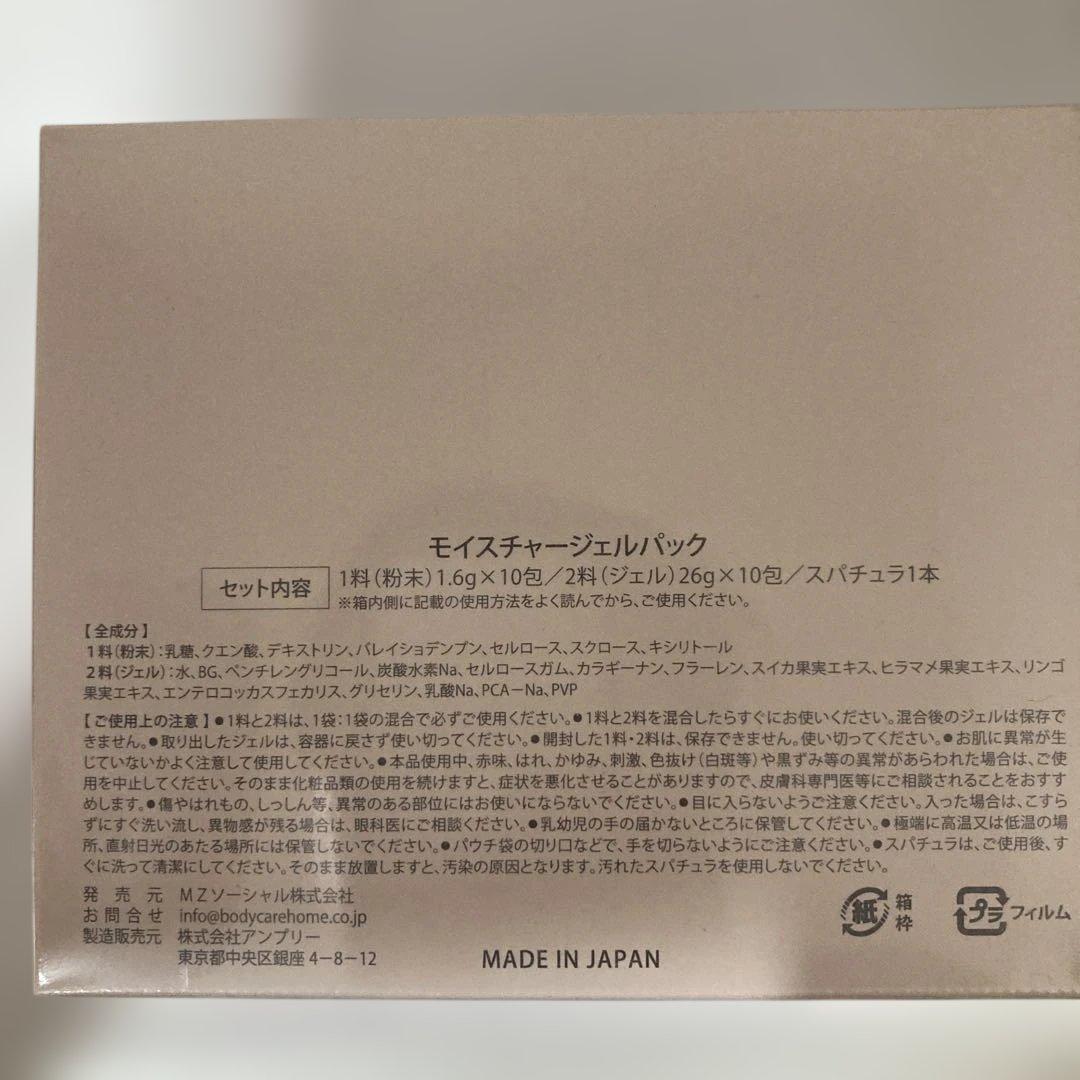 モイスチャージェルパック
セット内容 1料(粉末)1.6g×10包/2料(ジェル)26g×10包/スパチュラ1本
※箱内側に記載の使用方法をよく読んでから、ご使用ください。
【全成分】
1料(粉末):乳糖、クエン酸、デキストリン、バレイショデンプン、セルロース、スクロース、キシリトール
2料(ジェル):水、BG、ペンチレングリコール、炭酸水素Na、セルロースガム、カラギーナン、フラーレン、スイカ果実エキス、ヒラマメ果実エキス、リンゴ
果実エキス、エンテロコッカスフェカリス、グリセリン、乳酸Na、PCA-Na、PVP
【ご使用上の注意】●1料と2料は、1袋:1袋の混合で必ずご使用ください。●1料と2料を混合したらすぐにお使いください。混合後のジェルは保存で
きません。●取り出したジェルは、容器に戻さず使い切ってください。●開封した1料・2料は、保存できません。使い切ってください。●お肌に異常が生
じていないかよく注意して使用してください。●本品使用中、赤味、はれ、かゆみ、刺激、色抜け(白斑等)や黒ずみ等の異常があらわれた場合は、ご使
用を中止してください。そのまま化粧品類の使用を続けますと、症状を悪化させることがありますので、皮膚科専門医等にご相談されることをおすす
めします。●傷やはれもの、しっしん等、異常のある部位にはお使いにならないでください。●目に入らないようご注意ください。入った場合は、こすら
ずにすぐ洗い流し、異物感が残る場合は、眼科医にご相談ください。●乳幼児の手の届かないところに保管してください。●極端に高温又は低温の場
所、直射日光のあたる場所には保管しないでください。●パウチ袋の切り口などで、手を切らないようにご注意ください。●スパチュラは、ご使用後、す
ぐに洗って清潔にしてください。そのまま放置しますと、汚染の原因となります。汚れたスパチュラを使用しないでください。
発売元 MZソーシャル株式会社
お問合せ info@bodycarehome.co.jp
製造販売元 株式会社アンプリー
東京都中央区銀座4-8-12
MADE IN JAPAN
紙 箱
枠
プラ フィルム